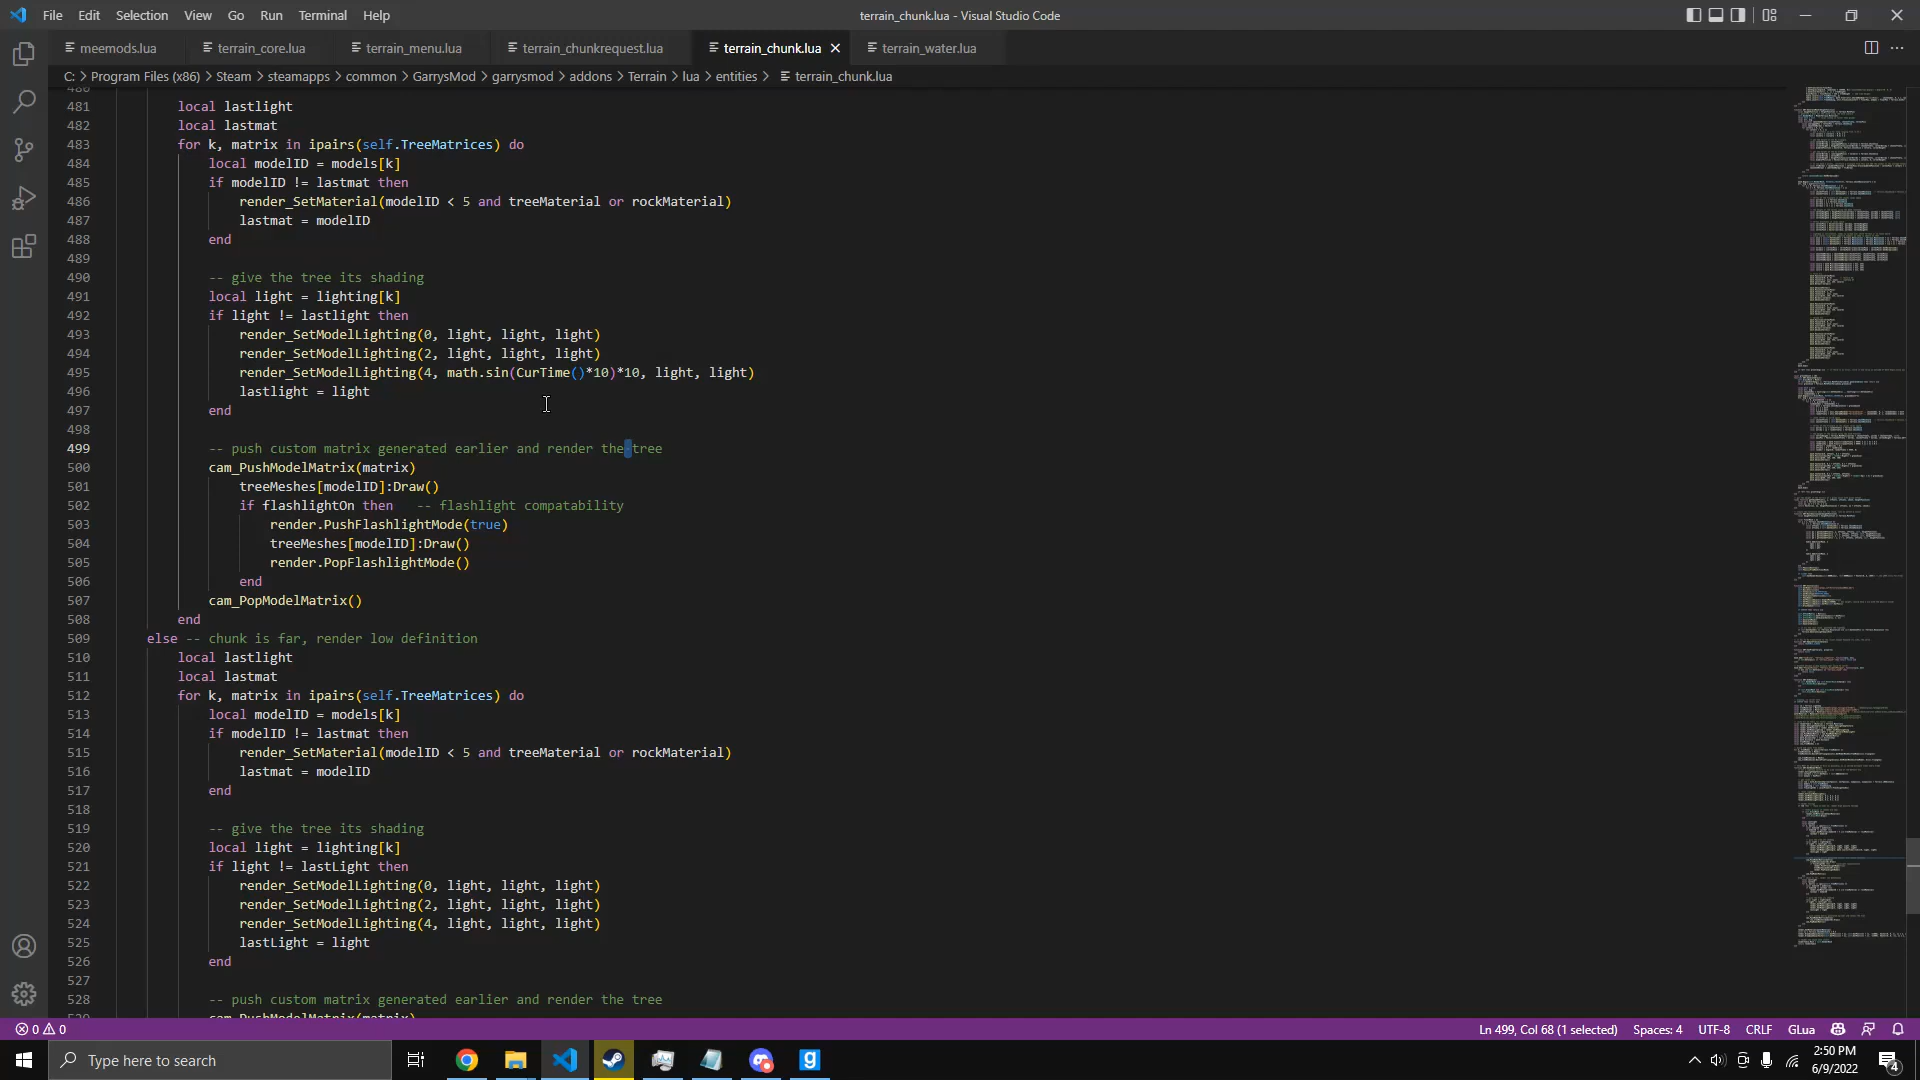 File Edit Selection View Go Run Terminal Help
terrain_chunk.lua - Visual Studio Code
meemods.lua terrain_core.lua terrain_menu.lua terrain_chunkrequest.lua terrain_chunk.lua terrain_water.lua
C: > Program Files (x86) > Steam > steamapps > common > GarrysMod > garrysmod > addons > Terrain > lua > entities > terrain_chunk.lua
480
481 local lastlight
482 local lastmat
483 for k, matrix in ipairs(self.TreeMatrices) do
484 local modelID = models[k]
485 if modelID != lastmat then
486 render_SetMaterial(modelID < 5 and treeMaterial or rockMaterial)
487 lastmat = modelID
488 end
489
490 -- give the tree its shading
491 local light = lighting[k]
492 if light != lastlight then
493 render_SetModelLighting(0, light, light, light)
494 render_SetModelLighting(2, light, light, light)
495 render_SetModelLighting(4, math.sin(CurTime()*10)*10, light, light)
496 lastlight = light
497 end
498
499 -- push custom matrix generated earlier and render the tree
500 cam_PushModelMatrix(matrix)
501 treeMeshes[modelID]:Draw()
502 if flashlightOn then -- flashlight compatability
503 render.PushFlashlightMode(true)
504 treeMeshes[modelID]:Draw()
505 render.PopFlashlightMode()
506 end
507 cam_PopModelMatrix()
508 end
509 else -- chunk is far, render low definition
510 local lastlight
511 local lastmat
512 for k, matrix in ipairs(self.TreeMatrices) do
513 local modelID = models[k]
514 if modelID != lastmat then
515 render_SetMaterial(modelID < 5 and treeMaterial or rockMaterial)
516 lastmat = modelID
517 end
518
519 -- give the tree its shading
520 local light = lighting[k]
521 if light != lastLight then
522 render_SetModelLighting(0, light, light, light)
523 render_SetModelLighting(2, light, light, light)
524 render_SetModelLighting(4, light, light, light)
525 lastLight = light
526 end
527
528 -- push custom matrix generated earlier and render the tree
529 cam_PushModelMatrix(matrix)
0 0 Ln 499, Col 68 (1 selected) Spaces: 4 UTF-8 CRLF GLua
Type here to search
2:50 PM
6/9/2022
4